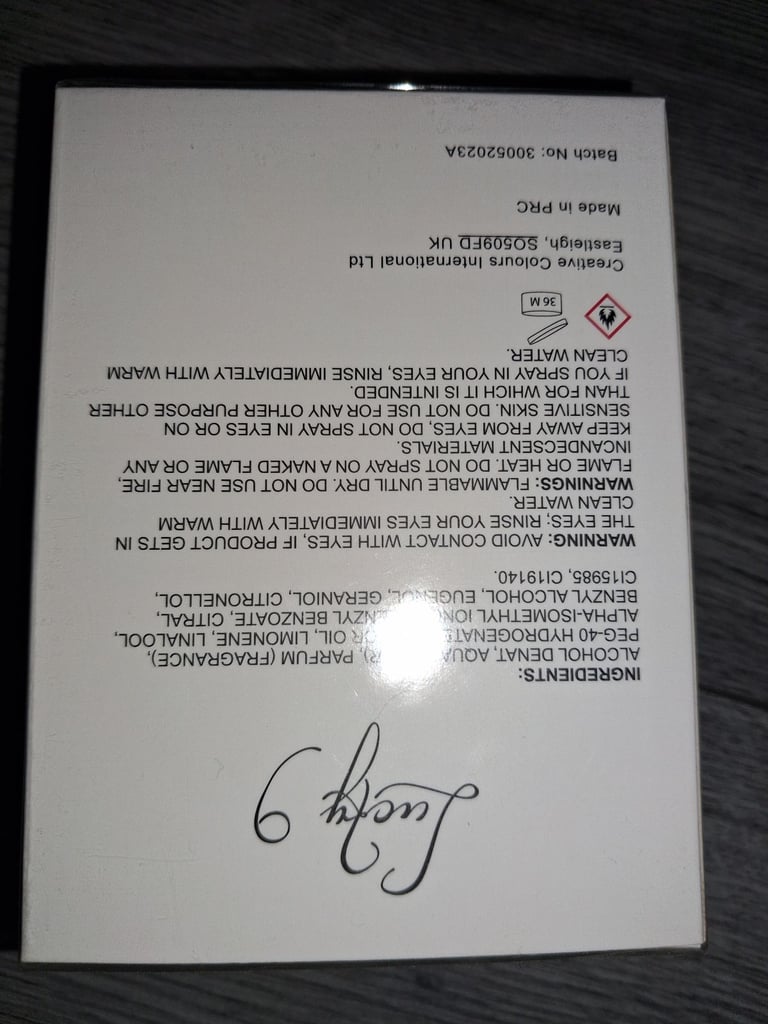 Lucky 9
INGREDIENTS:
ALCOHOL DENAT, AQUA PARFUM (FRAGRANCE),
PEG-40 HYDROGENATED OIL, LIMONENE, LINALOOL,
ALPHA-ISOMETHYL BENZYL BENZOATE, CITRAL,
BENZYL ALCOHOL, EUGENOL, GERANIOL, CITRONELLOL,
CI15985, CI19140.
WARNING: AVOID CONTACT WITH EYES, IF PRODUCT GETS IN
THE EYES; RINSE YOUR EYES IMMEDIATELY WITH WARM
CLEAN WATER.
WARNINGS: FLAMMABLE UNTIL DRY. DO NOT USE NEAR FIRE,
FLAME OR HEAT. DO NOT SPRAY ON A NAKED FLAME OR ANY
INCANDECSENT MATERIALS.
KEEP AWAY FROM EYES, DO NOT SPRAY IN EYES OR ON
SENSITIVE SKIN. DO NOT USE FOR ANY OTHER PURPOSE OTHER
THAN FOR WHICH IT IS INTENDED.
IF YOU SPRAY IN YOUR EYES, RINSE IMMEDIATELY WITH WARM
CLEAN WATER.
36 M
Creative Colours International Ltd
Eastleigh, SO509FD UK
Made in PRC
Batch No: 30052023A